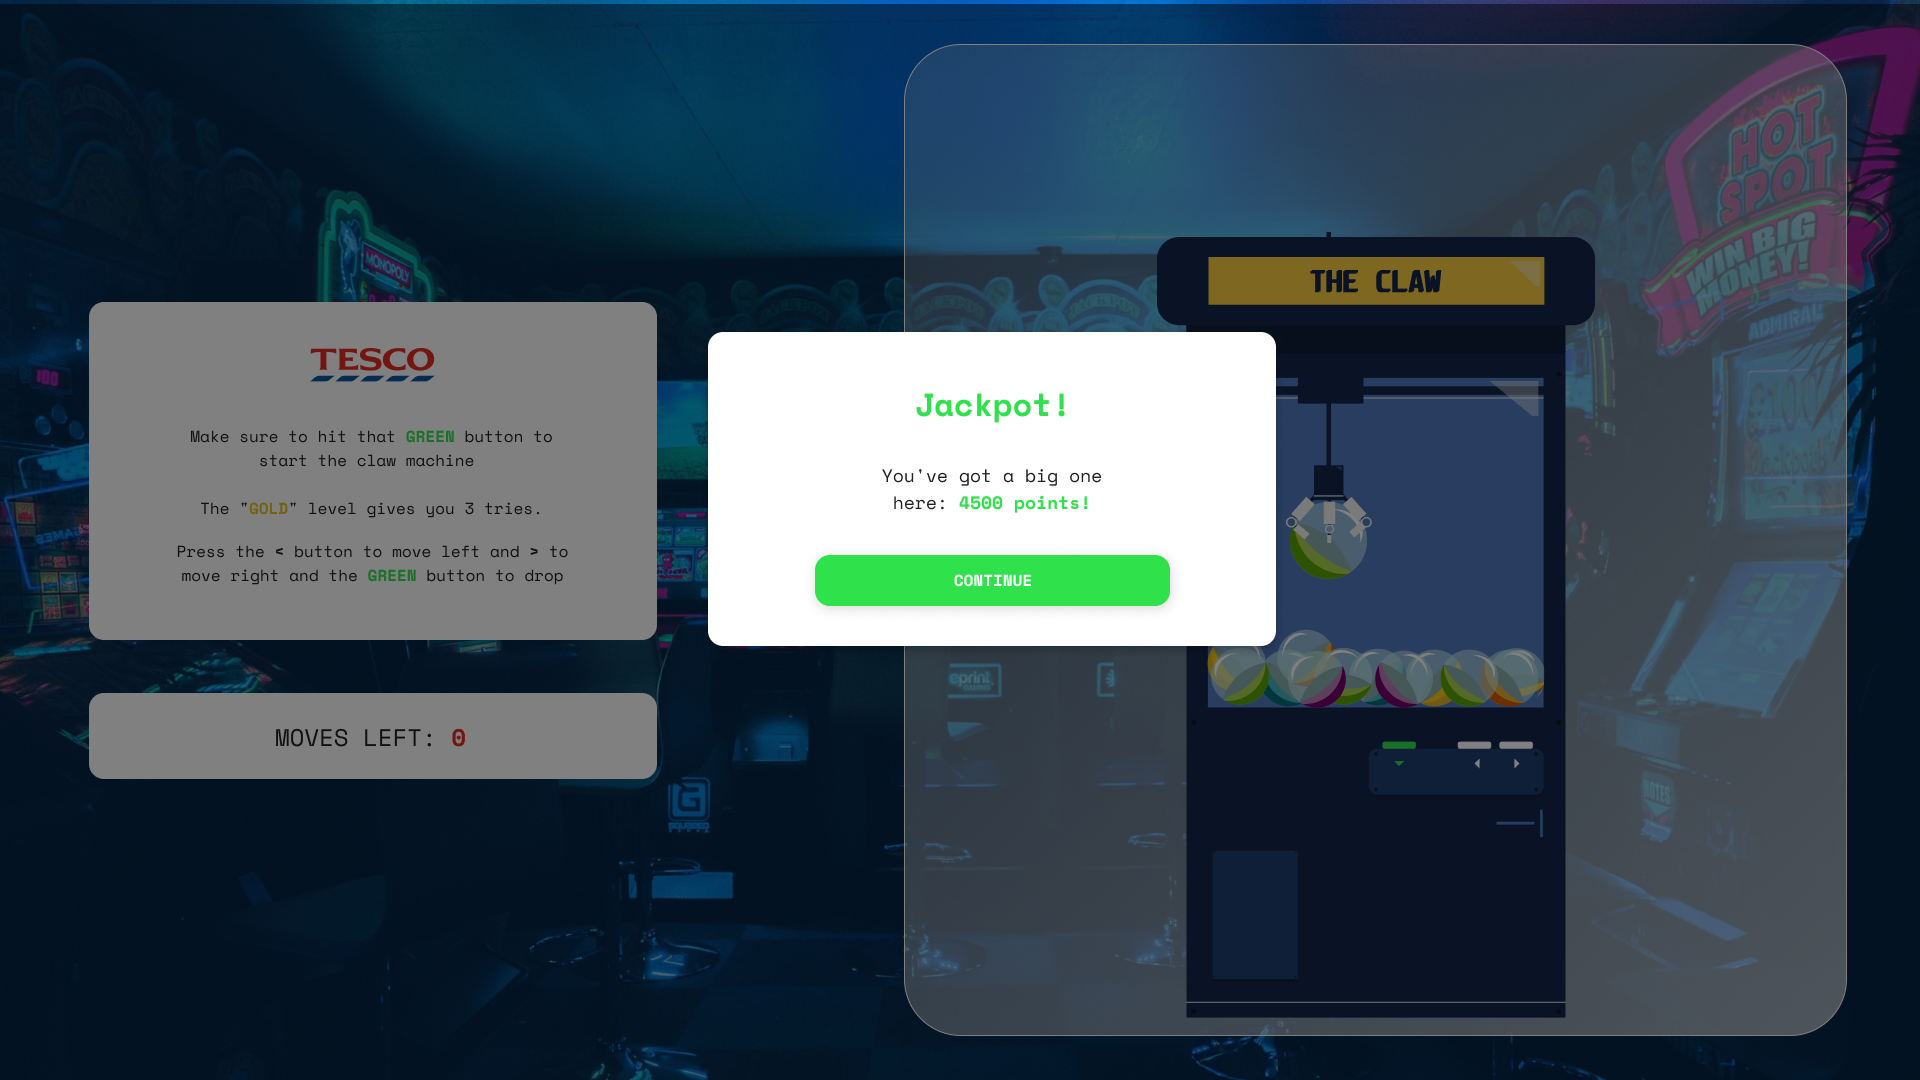 HOT
SPOT
WIN BIG
MONEY!
ADMIRAL
MONOPOLY
THE CLAW
TESCO
Make sure to hit that GREEN button to
start the claw machine
The "GOLD" level gives you 3 tries.
Press the < button to move left and > to
move right and the GREEN button to drop
MOVES LEFT: 0
Jackpot!
You've got a big one
here: 4500 points!
CONTINUE
eprint
NOTES